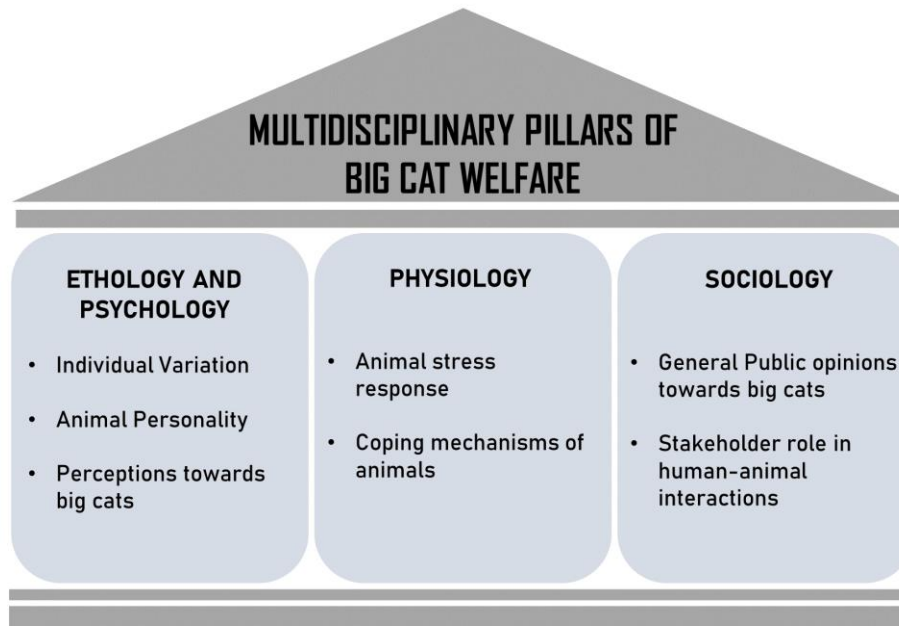 MULTIDISCIPLINARY PILLARS OF
BIG CAT WELFARE
ETHOLOGY AND
PSYCHOLOGY
• Individual Variation
• Animal Personality
• Perceptions towards
big cats
PHYSIOLOGY
• Animal stress
response
• Coping mechanisms of
animals
SOCIOLOGY
• General Public opinions
towards big cats
• Stakeholder role in
human-animal
interactions